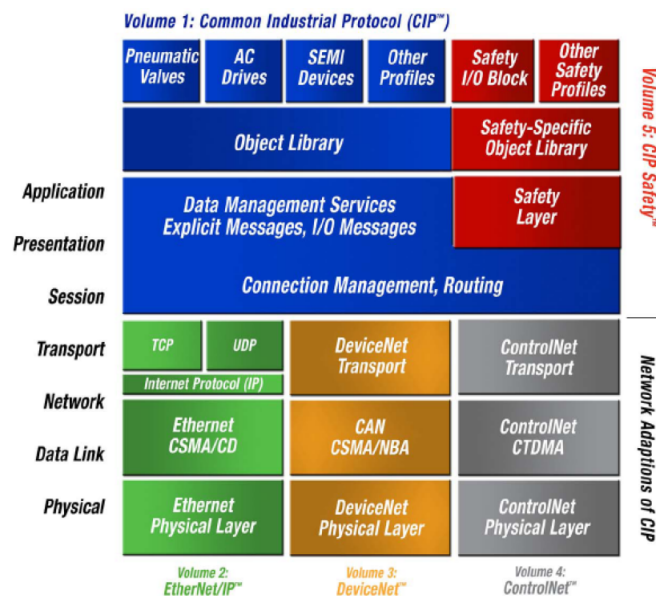 Volume 1: Common Industrial Protocol (CIP™)
Pneumatic
Valves
AC
Drives
SEMI
Devices
Other
Profiles
Safety
I/O Block
Other
Safety
Profiles
Object Library
Safety-Specific
Object Library
Volume 5: CIP Safety™
Application
Presentation
Session
Data Management Services
Explicit Messages, I/O Messages
Safety
Layer
Connection Management, Routing
Transport
Network
Data Link
Physical
TCP
UDP
Internet Protocol (IP)
DeviceNet
Transport
ControlNet
Transport
Ethernet
CSMA/CD
CAN
CSMA/NBA
ControlNet
CTDMA
Ethernet
Physical Layer
DeviceNet
Physical Layer
ControlNet
Physical Layer
Network Adaptions of CIP
Volume 2:
EtherNet/IP™
Volume 3:
DeviceNet™
Volume 4:
ControlNet™